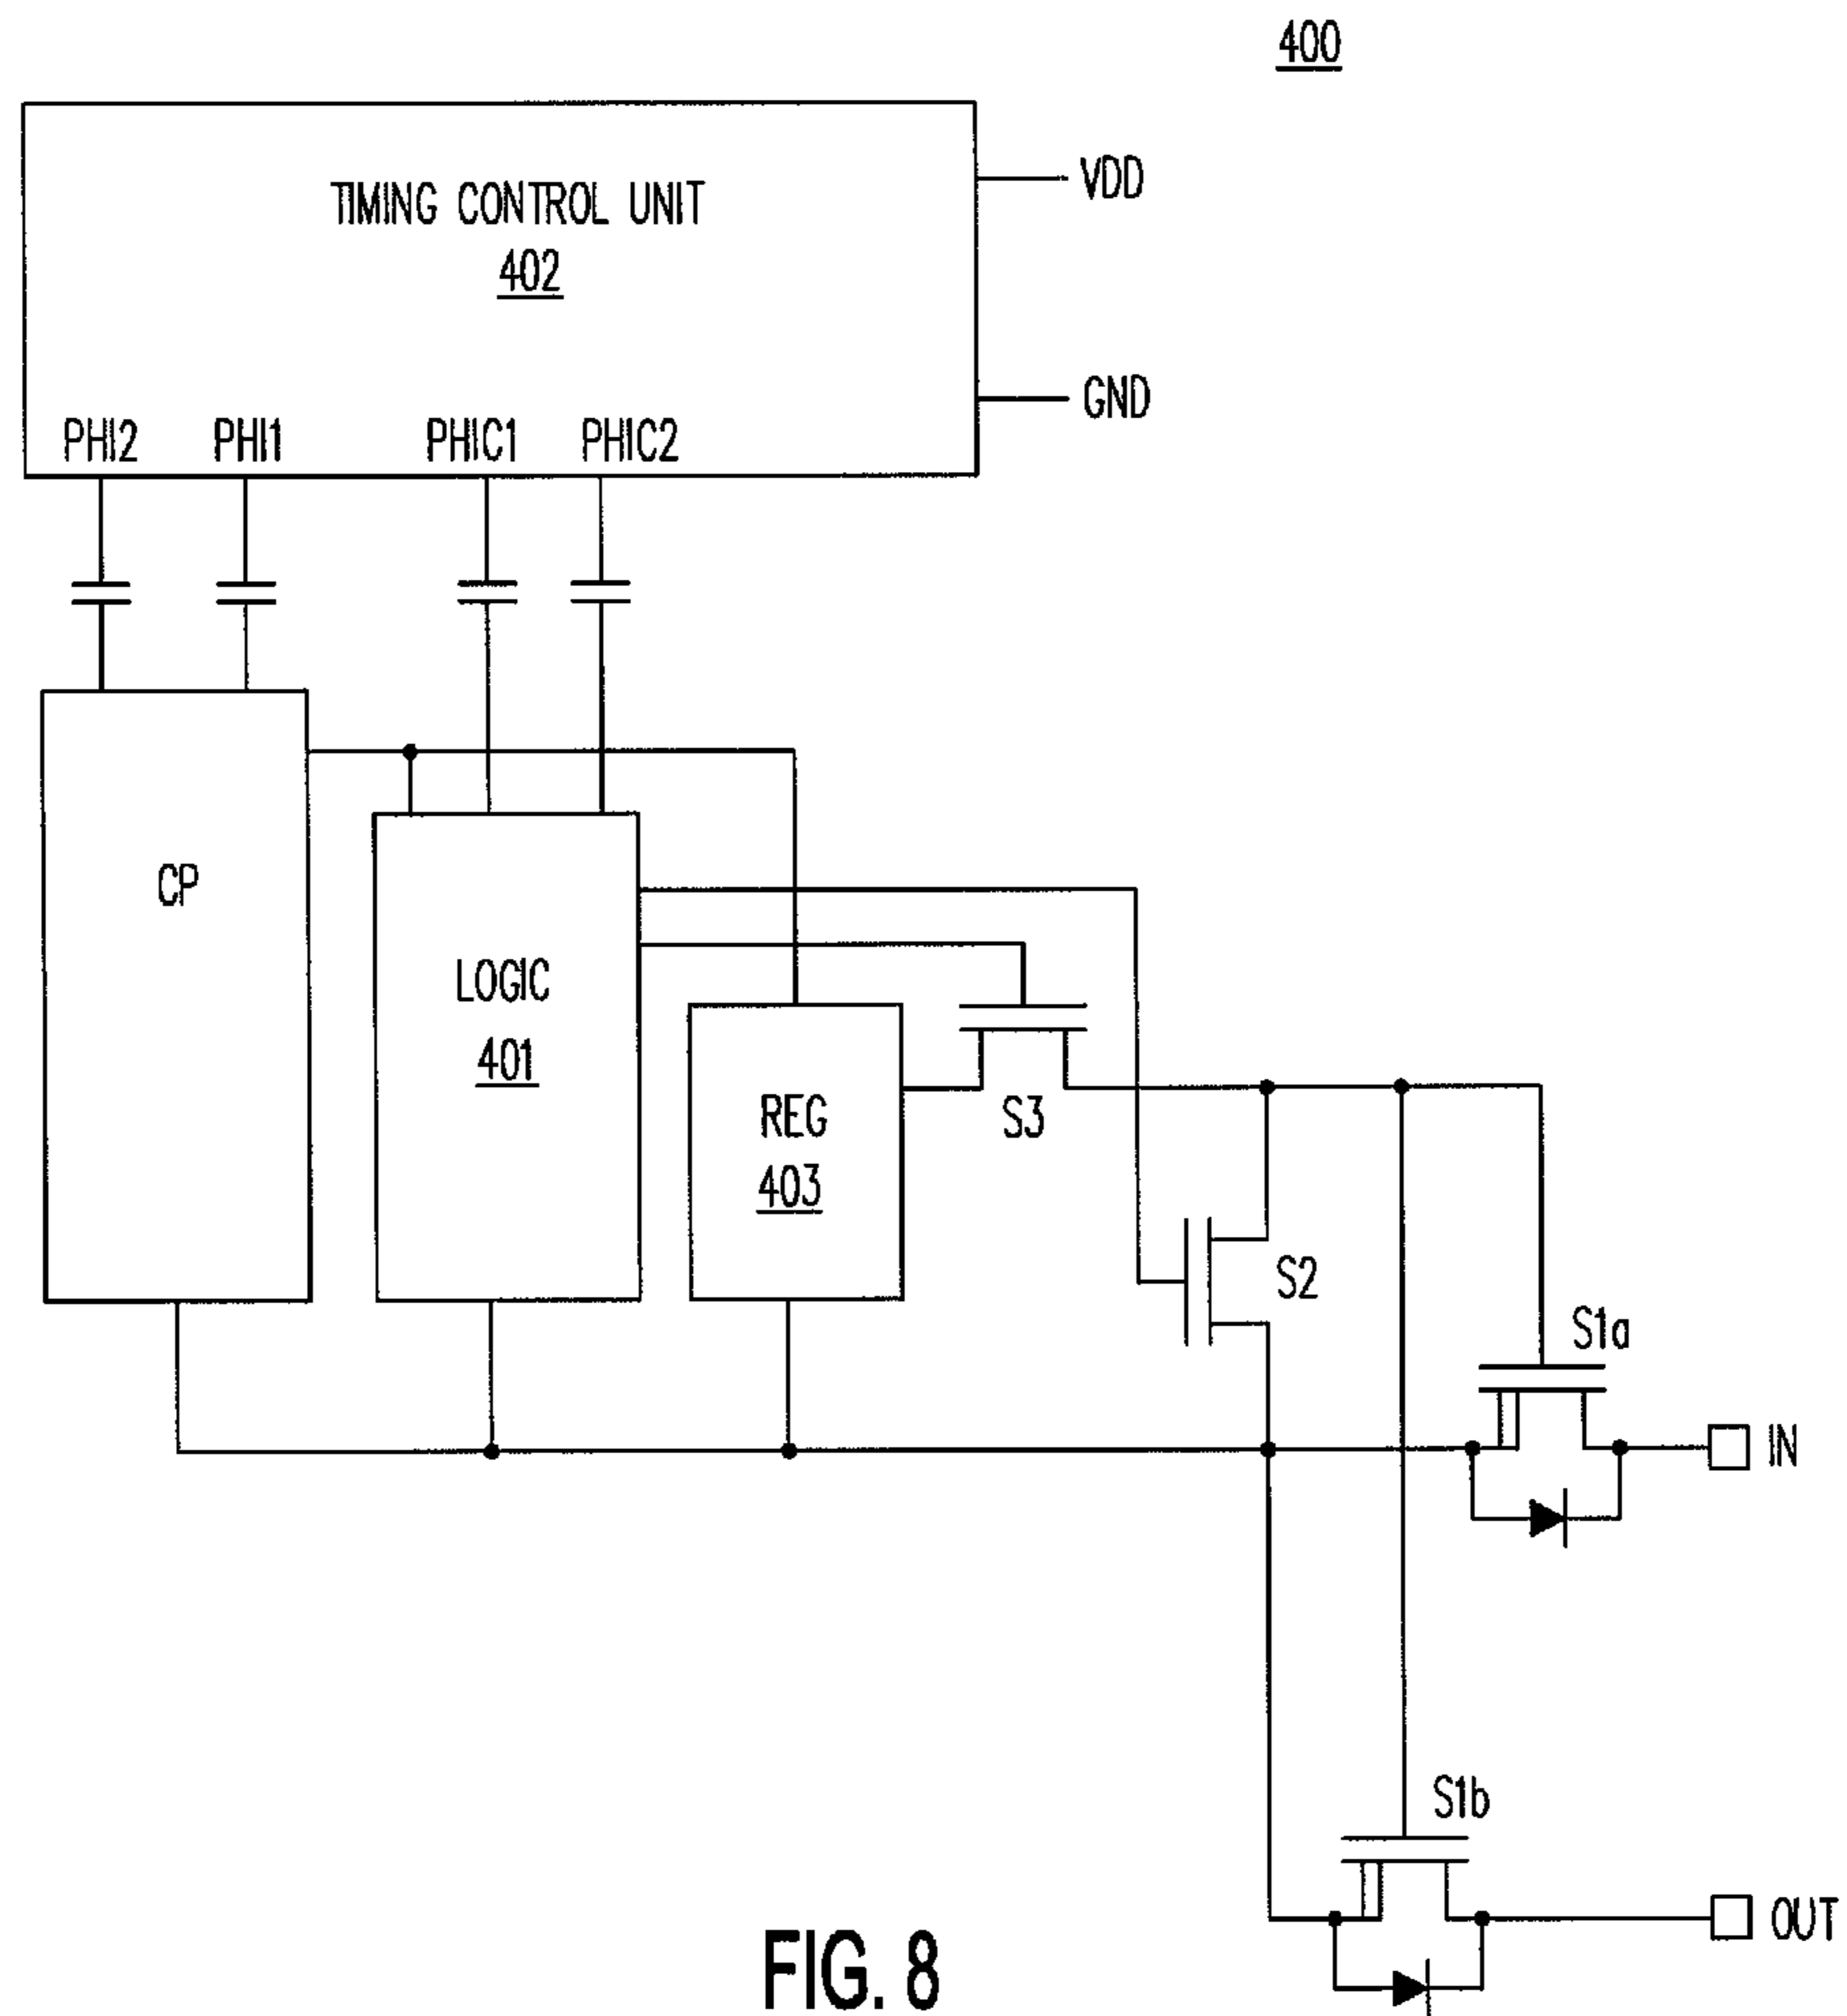 400
TIMING CONTROL UNIT
402
VDD
GND
PHI2 PHI1 PHIC1 PHIC2
CP
LOGIC
401
REG
403
S3
S2
S1a
IN
S1b
OUT
FIG. 8